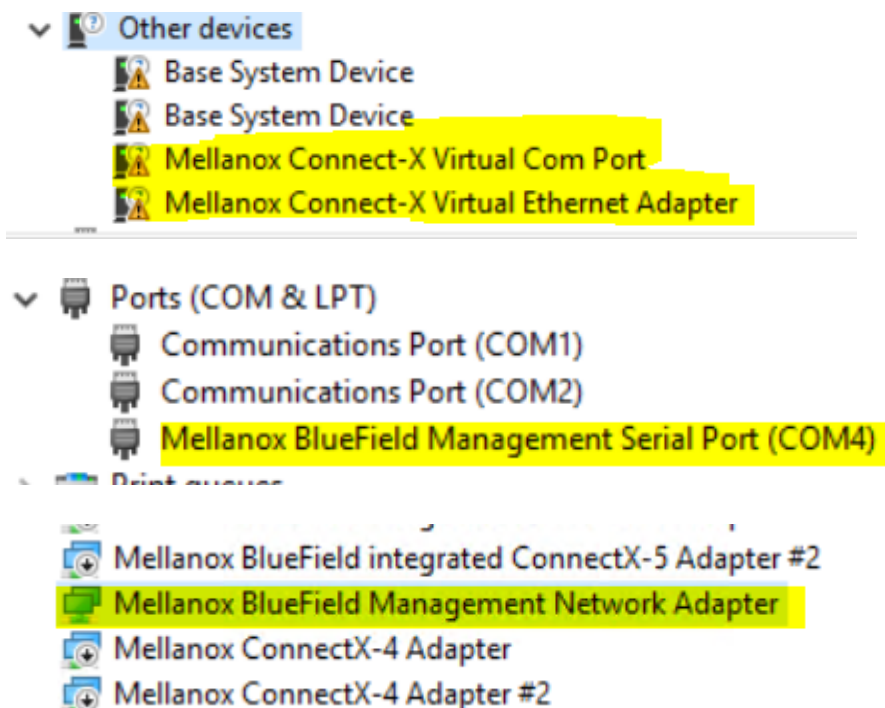 Other devices
Base System Device
Base System Device
Mellanox Connect-X Virtual Com Port
Mellanox Connect-X Virtual Ethernet Adapter
Ports (COM & LPT)
Communications Port (COM1)
Communications Port (COM2)
Mellanox BlueField Management Serial Port (COM4)
Print queues
Mellanox BlueField integrated ConnectX-5 Adapter #2
Mellanox BlueField Management Network Adapter
Mellanox ConnectX-4 Adapter
Mellanox ConnectX-4 Adapter #2